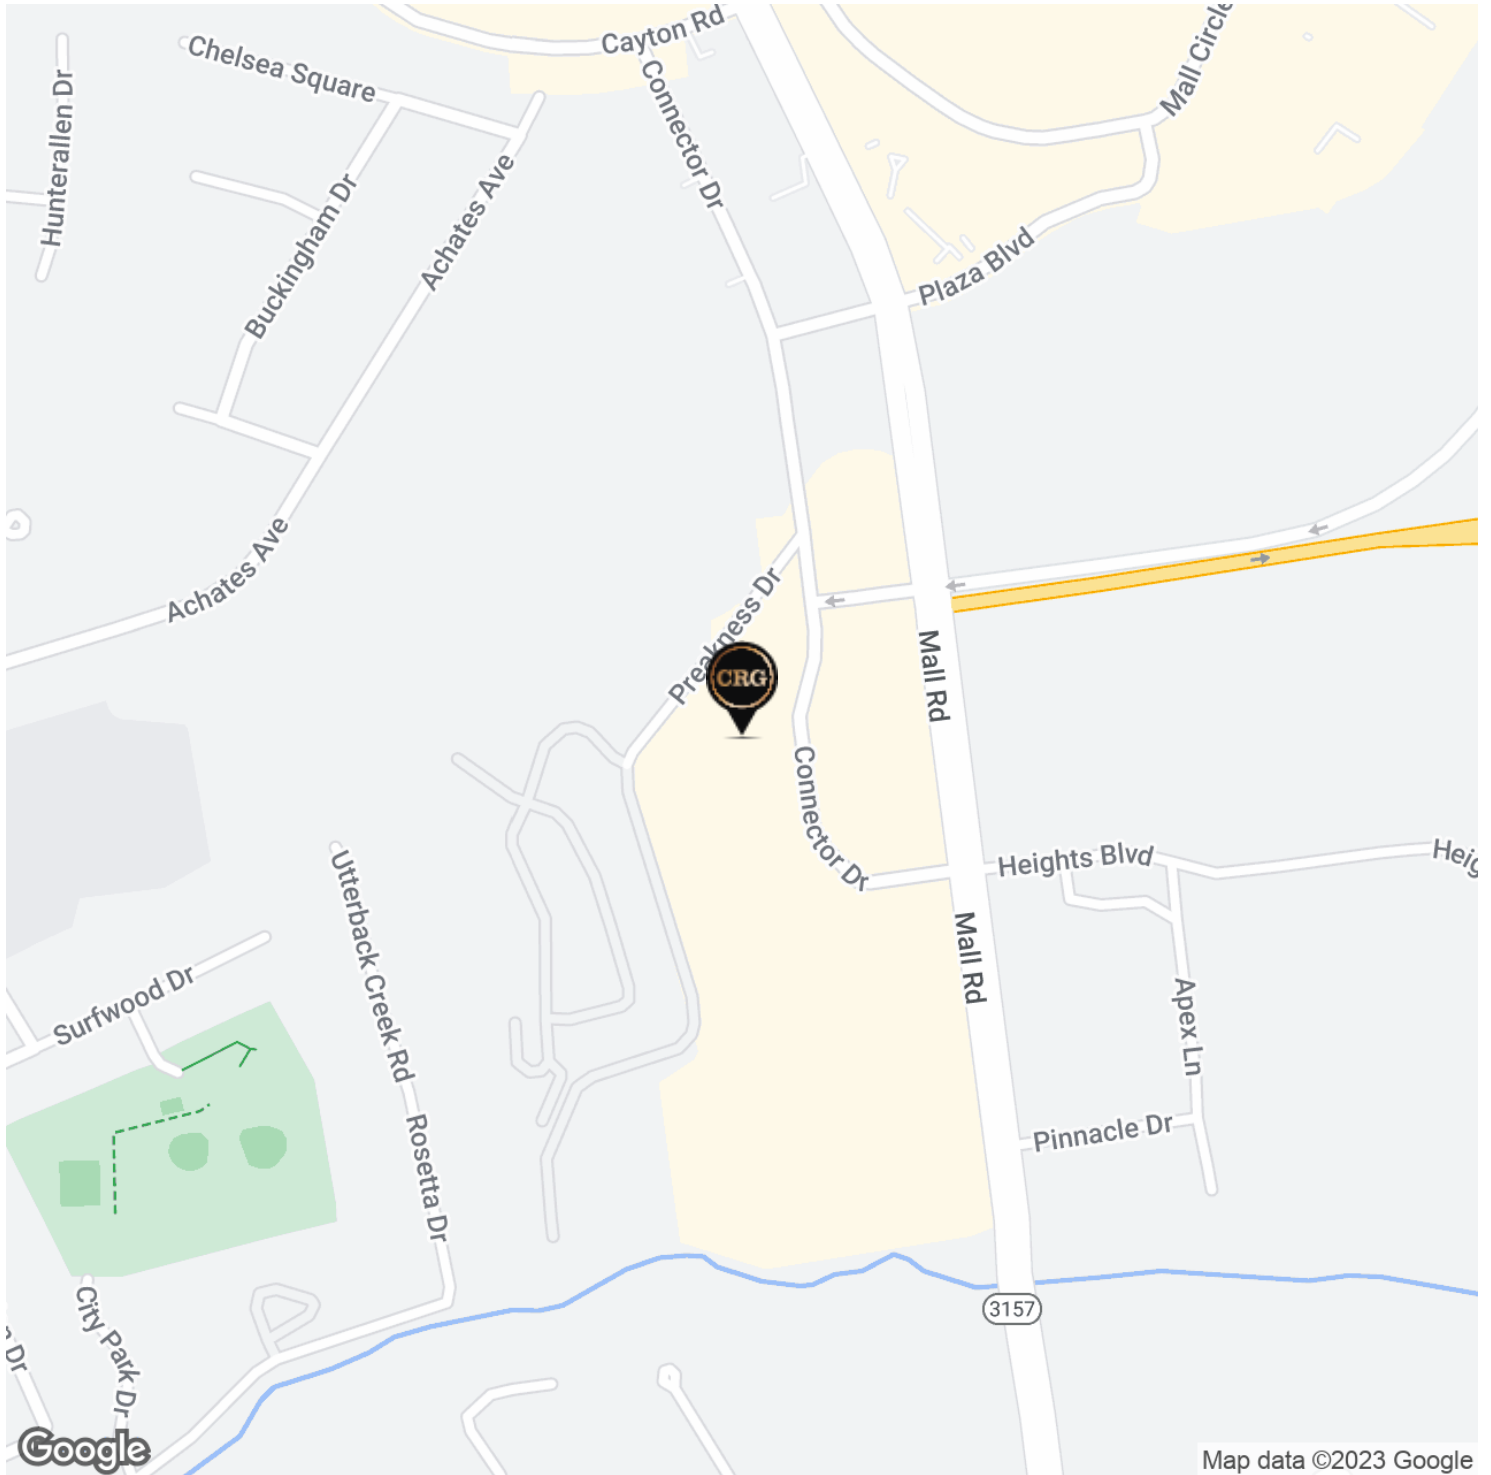 Cayton Rd
Mall Circle
Chelsea Square
Hunterallen Dr
Connector Dr
Buckingham Dr
Achates Ave
Plaza Blvd
Achates Ave
Preakness Dr
CRG
Mall Rd
Connector Dr
Heights Blvd
Heig
Utterback Creek Rd
Mall Rd
Surfwood Dr
Apex Ln
Rosetta Dr
Pinnacle Dr
City Park Dr
3157
Dr
Google
Map data ©2023 Google